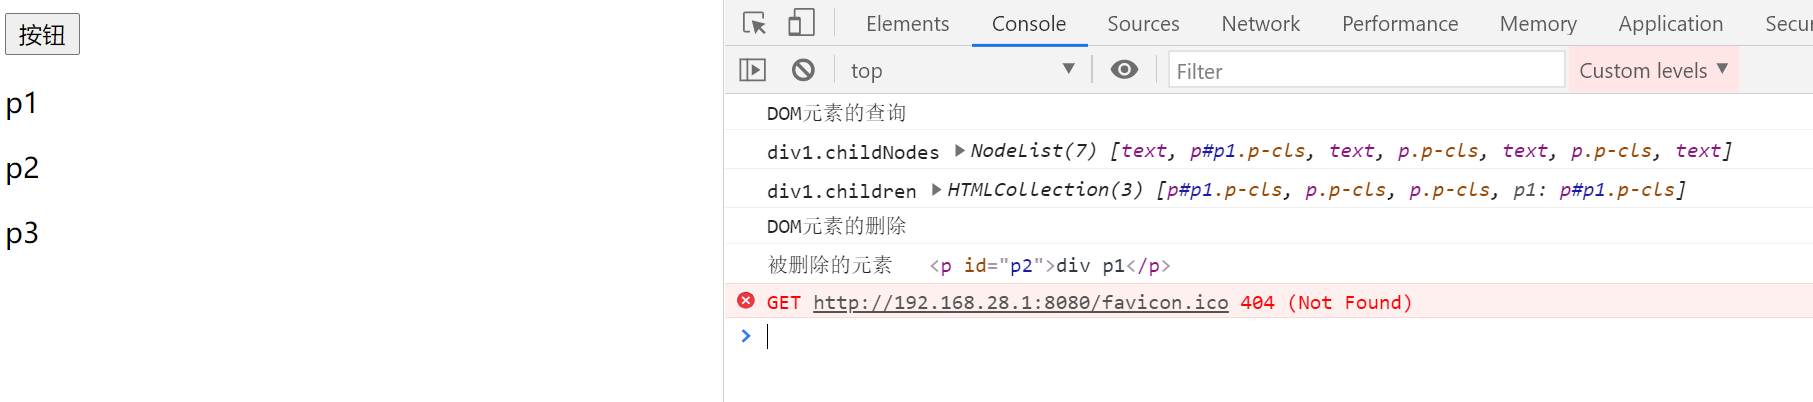 按钮
p1
p2
p3
Elements Console Sources Network Performance Memory Application Secur
top Filter Custom levels
DOM元素的查询
div1.childNodes NodeList(7) [text, p#p1.p-cls, text, p.p-cls, text, p.p-cls, text]
div1.children HTMLCollection(3) [p#p1.p-cls, p.p-cls, p.p-cls, p1: p#p1.p-cls]
DOM元素的删除
被删除的元素 <p id="p2">div p1</p>
GET http://192.168.28.1:8080/favicon.ico 404 (Not Found)